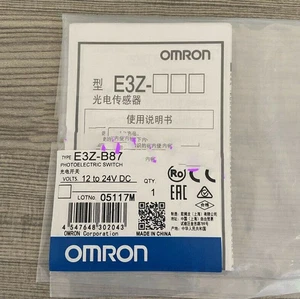 OMRON
型 E3Z-□□□
光电传感器
使用说明书
TYPE E3Z-B87
PHOTOELECTRIC SWITCH
光电开关
VOLTS. 12 to 24V DC
LOTNO. 05117M
QTY.
1
4 547648 302043
OMRON Corporation
MADE IN CHINA
OMRON
EAC